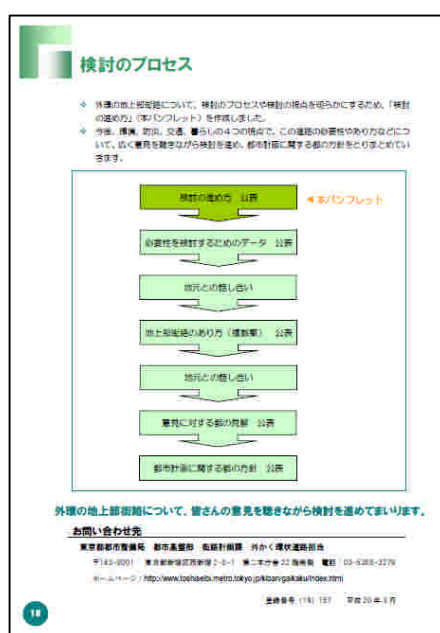 検討のプロセス
外環の地上部街路について、検討のプロセスや検討の視点を明らかにするため、「検討
の進め方」（本パンフレット）を作成しました。
今後、環境、防災、交通、暮らしの４つの視点で、この道路の必要性やあり方などにつ
いて、広く意見を聴きながら検討を進め、都市計画に関する都の方針をとりまとめてい
きます。
検討の進め方　公表
◀本パンフレット
必要性を検討するためのデータ　公表
地元との話し合い
地上部街路のあり方（複数案）　公表
地元との話し合い
意見に対する都の見解　公表
都市計画に関する都の方針　公表
外環の地上部街路について、皆さんの意見を聴きながら検討を進めてまいります。
お問い合わせ先
東京都都市整備局　都市基盤部　街路計画課　外かく環状道路担当
〒163-8001　東京都新宿区西新宿 2-8-1　第二本庁舎 22 階南側　電話：03-5388-3279
ホームページ：http://www.toshiseibi.metro.tokyo.jp/kiban/gaikaku/index.html
登録番号（19）157　平成 20 年 3 月
18